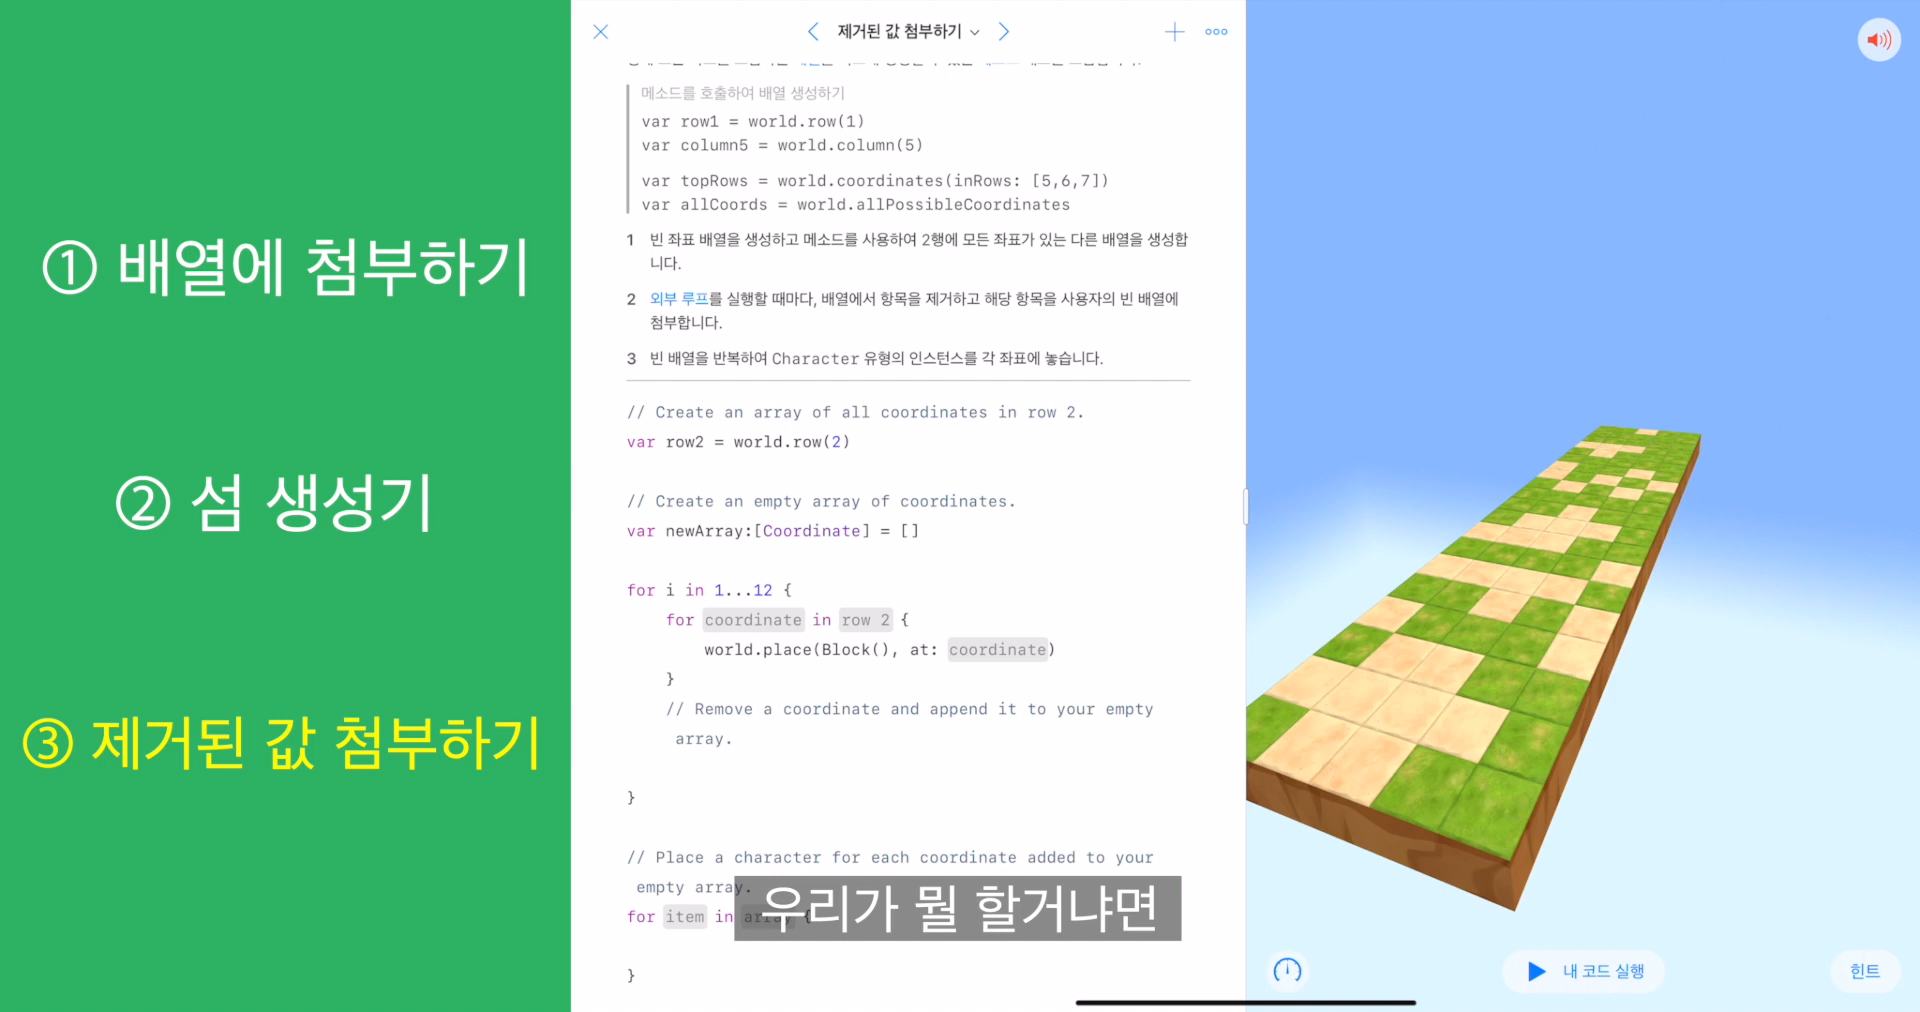 ① 배열에 첨부하기
② 섬 생성기
③ 제거된 값 첨부하기
제거된 값 첨부하기
메소드를 호출하여 배열 생성하기
var row1 = world.row(1)
var column5 = world.column(5)
var topRows = world.coordinates(inRows: [5,6,7])
var allCoords = world.allPossibleCoordinates
1 빈 좌표 배열을 생성하고 메소드를 사용하여 2행에 모든 좌표가 있는 다른 배열을 생성합
니다.
2 외부 루프를 실행할 때마다, 배열에서 항목을 제거하고 해당 항목을 사용자의 빈 배열에
첨부합니다.
3 빈 배열을 반복하여 Character 유형의 인스턴스를 각 좌표에 놓습니다.
// Create an array of all coordinates in row 2.
var row2 = world.row(2)
// Create an empty array of coordinates.
var newArray:[Coordinate] = []
for i in 1...12 {
for coordinate in row 2 {
world.place(Block(), at: coordinate)
}
// Remove a coordinate and append it to your empty
array.
}
// Place a character for each coordinate added to your
empty array.
for item in array {
}
우리가 뭘 할거냐면
내 코드 실행
힌트